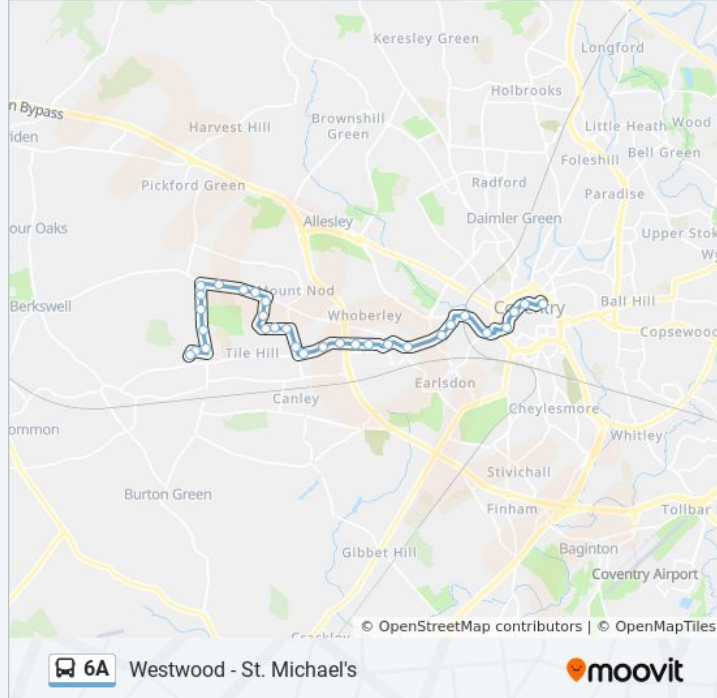 Keresley Green
Longford
Holbrooks
n Bypass
Brownshill
Green
Harvest Hill
Little Heath
Wood
iden
Bell Green
Foleshill
Radford
Pickford Green
Paradise
Allesley
Daimler Green
our Oaks
Upper Stok
Wy
Berkswell
Mount Nod
Coventry
Ball Hill
Whoberley
Copsewood
Tile Hill
Earlsdon
Canley
Cheylesmore
ommon
Whitley
Stivichall
Burton Green
Finham
Tollbar
Baginton
Gibbet Hill
Coventry Airport
Crackley
© OpenStreetMap contributors | © OpenMapTiles
6A Westwood - St. Michael's
moovit